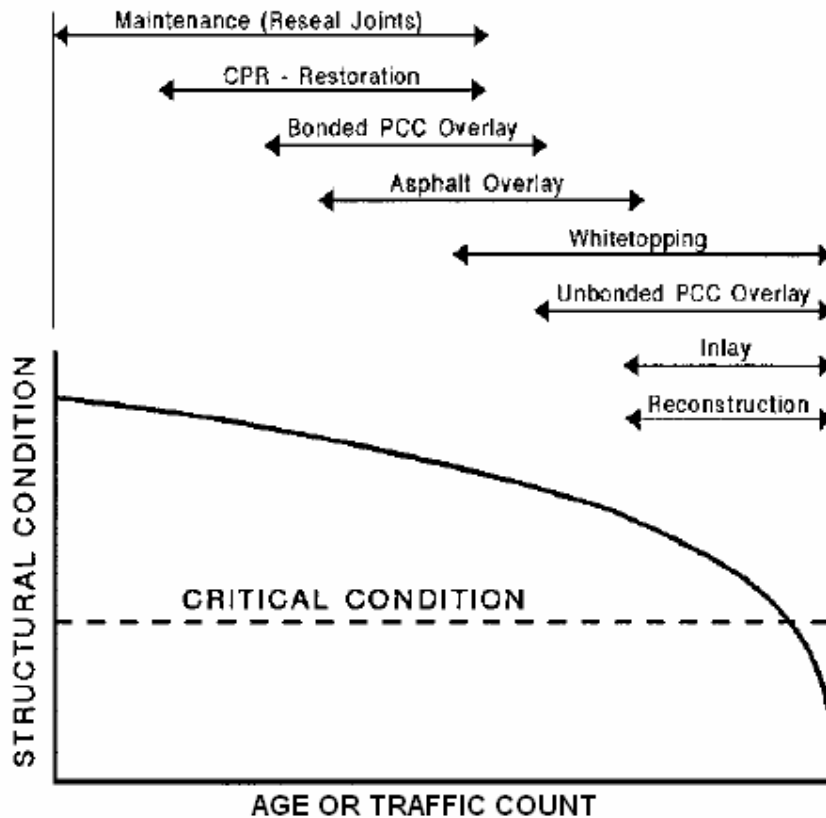 Maintenance (Reseal Joints)
CPR - Restoration
Bonded PCC Overlay
Asphalt Overlay
Whitetopping
Unbonded PCC Overlay
Inlay
Reconstruction
STRUCTURAL CONDITION
CRITICAL CONDITION
AGE OR TRAFFIC COUNT